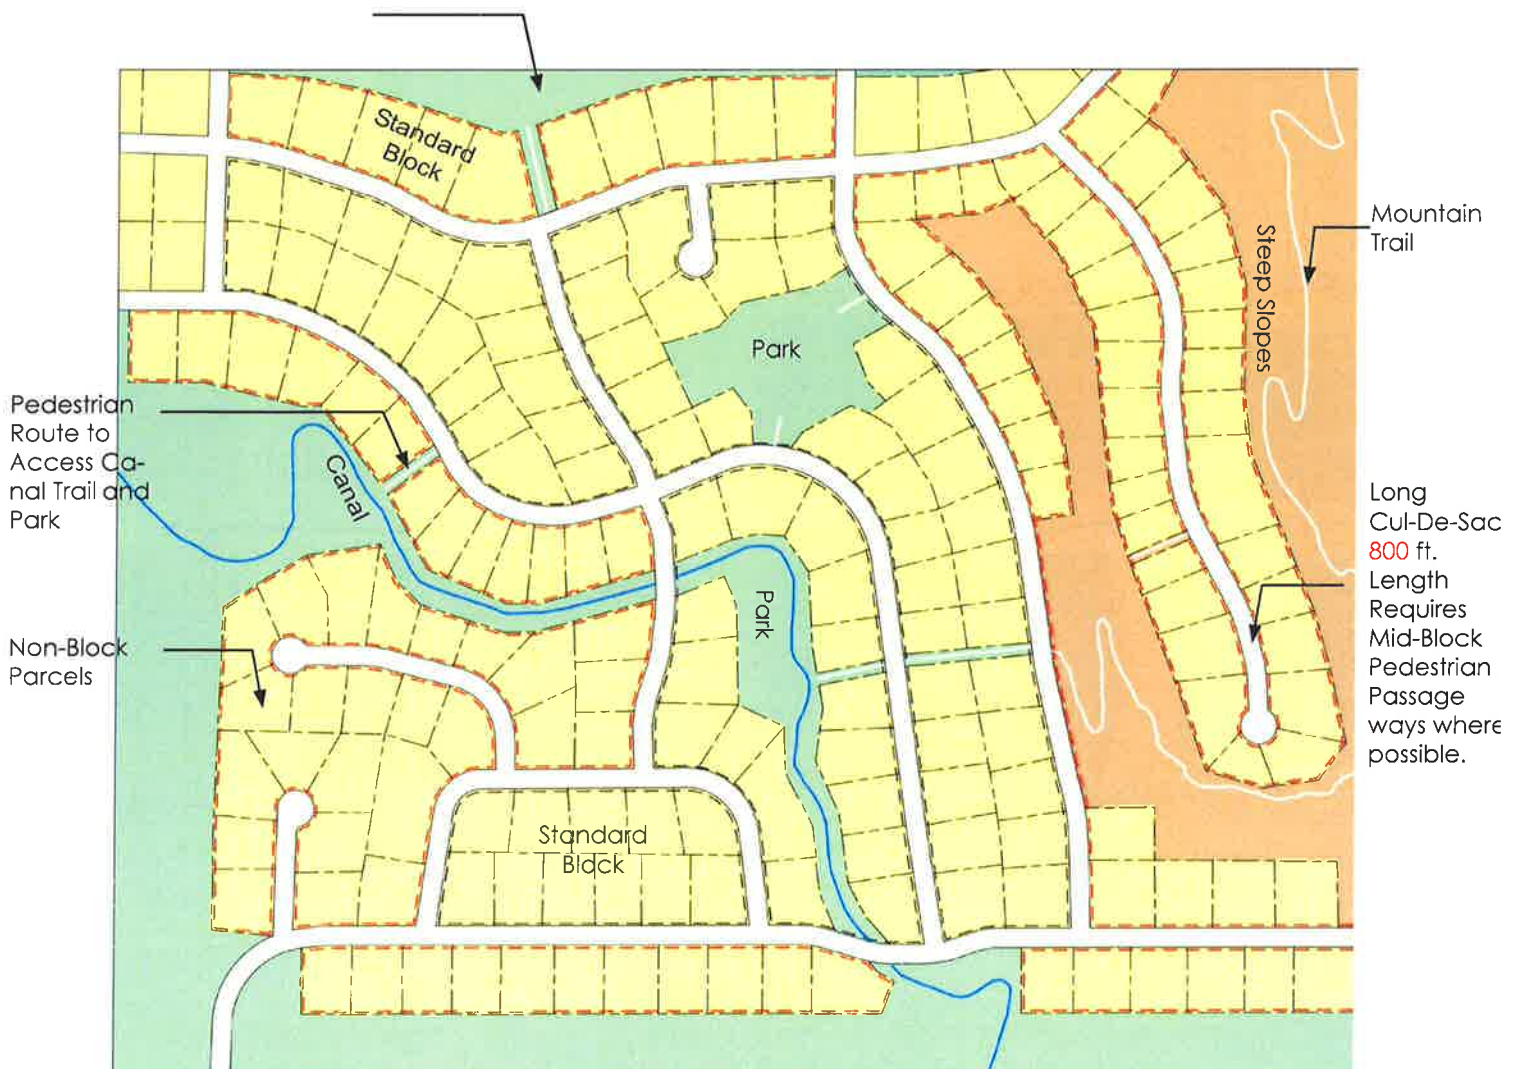 Standard
Block
Mountain
Trail
Steep Slopes
Park
Pedestrian
Route to
Access Ca-
nal Trail and
Park
Canal
Long
Cul-De-Sac
800 ft.
Length
Requires
Mid-Block
Pedestrian
Passage
ways where
possible.
Park
Non-Block
Parcels
Standard
Block